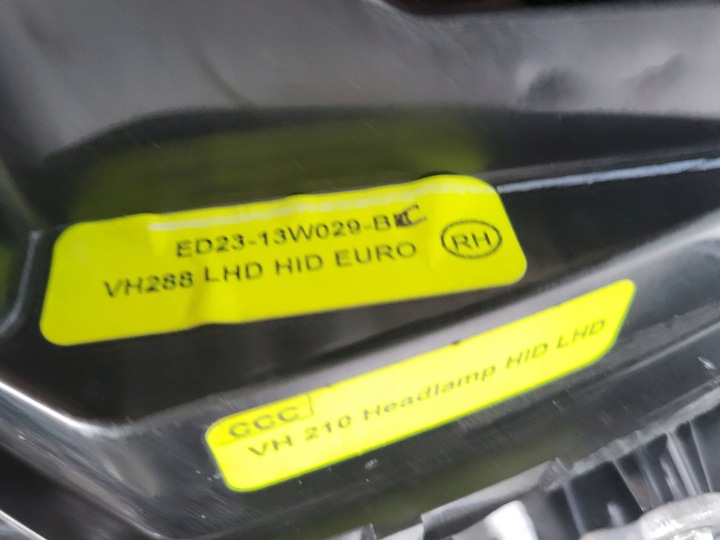 ED23-13W029-BC
VH288 LHD HID EURO
RH
CCC
VH 210 Headlamp HID LHD